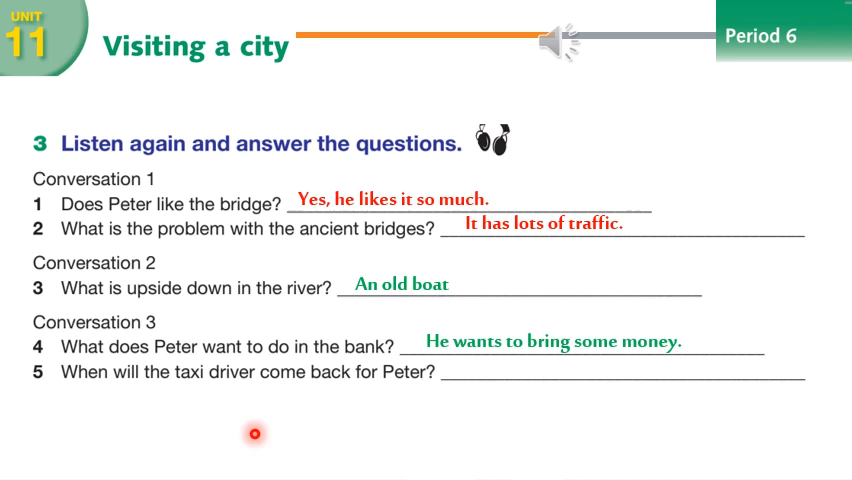 UNIT
11
Visiting a city
Period 6
3 Listen again and answer the questions.
Conversation 1
1 Does Peter like the bridge? Yes, he likes it so much.
2 What is the problem with the ancient bridges? It has lots of traffic.
Conversation 2
3 What is upside down in the river? An old boat
Conversation 3
4 What does Peter want to do in the bank? He wants to bring some money.
5 When will the taxi driver come back for Peter?